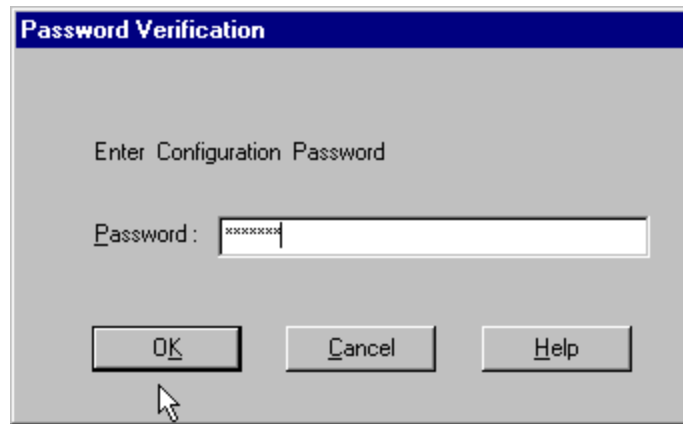 Password Verification
Enter Configuration Password
Password : *******
OK Cancel Help